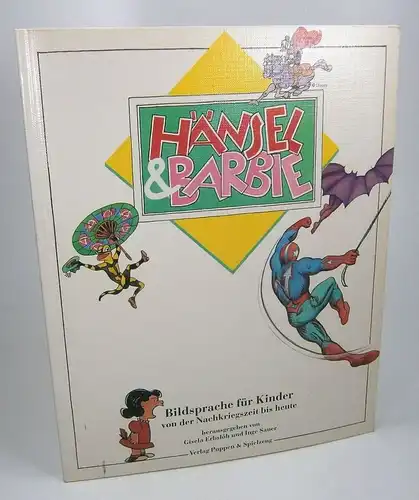 HÄNSEL
& BARBIE
Bildsprache für Kinder
von der Nachkriegszeit bis heute
herausgegeben von
Gisela Erbslöh und Inge Sauer
Verlag Puppen & Spielzeug